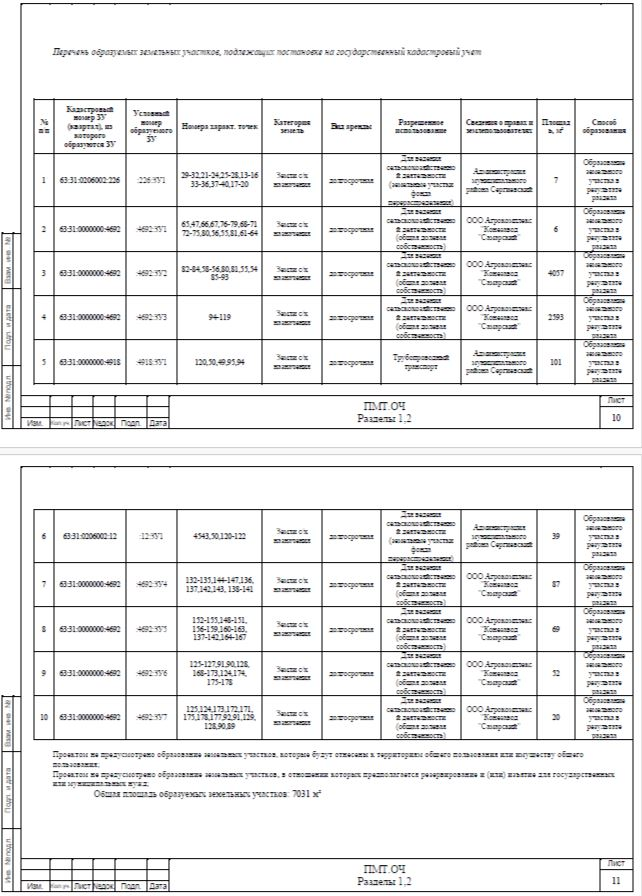 Перечень образуемых земельных участков, подлежащих постановке на государственный кадастровый учет
№ п/п
Кадастровый номер ЗУ (квартал), из которого образуются ЗУ
Условный номер образуемого ЗУ
Номера характ. точек
Категория земель
Вид аренды
Разрешенное использование
Сведения о правах и землепользователях
Площадь, м²
Способ образования
1
63:31:0206002:226
:226:ЗУ1
29-32,21-24,25-28,13-16
33-36,37-40,17-20
Земли с/х назначения
долгосрочная
Для ведения сельскохозяйственной деятельности (земельные участки фонда перераспределения)
Администрация муниципального района Сергиевский
7
Образование земельного участка в результате раздела
2
63:31:0000000:4692
:4692:ЗУ1
65,47,66,67,76-79,68-71
72-75,80,56,55,81,61-64
Земли с/х назначения
долгосрочная
Для ведения сельскохозяйственной деятельности (общая долевая собственность)
ООО Агрокомплекс "Конезавод "Самарский"
6
Образование земельного участка в результате раздела
3
63:31:0000000:4692
:4692:ЗУ2
82-84,58-56,80,81,55,54
85-93
Земли с/х назначения
долгосрочная
Для ведения сельскохозяйственной деятельности (общая долевая собственность)
ООО Агрокомплекс "Конезавод "Самарский"
4057
Образование земельного участка в результате раздела
4
63:31:0000000:4692
:4692:ЗУ3
94-119
Земли с/х назначения
долгосрочная
Для ведения сельскохозяйственной деятельности (общая долевая собственность)
ООО Агрокомплекс "Конезавод "Самарский"
2593
Образование земельного участка в результате раздела
5
63:31:0000000:4918
:4918:ЗУ1
120,50,49,95,94
Земли с/х назначения
долгосрочная
Трубопроводный транспорт
Администрация муниципального района Сергиевский
101
Образование земельного участка в результате раздела
Взам. инв. №
Подп. и дата
Инв. № подл.
Изм. Кол.уч. Лист №док. Подп. Дата
ПМТ.ОЧ
Разделы 1,2
Лист
10
6
63:31:0206002:12
:12:ЗУ1
4543,50,120-122
Земли с/х назначения
долгосрочная
Для ведения сельскохозяйственной деятельности (земельные участки фонда перераспределения)
Администрация муниципального района Сергиевский
39
Образование земельного участка в результате раздела
7
63:31:0000000:4692
:4692:ЗУ4
132-135,144-147,136,
137,142,143, 138-141
Земли с/х назначения
долгосрочная
Для ведения сельскохозяйственной деятельности (общая долевая собственность)
ООО Агрокомплекс "Конезавод "Самарский"
87
Образование земельного участка в результате раздела
8
63:31:0000000:4692
:4692:ЗУ5
152-155,148-151,
156-159,160-163,
137-142,164-167
Земли с/х назначения
долгосрочная
Для ведения сельскохозяйственной деятельности (общая долевая собственность)
ООО Агрокомплекс "Конезавод "Самарский"
69
Образование земельного участка в результате раздела
9
63:31:0000000:4692
:4692:ЗУ6
125-127,91,90,128,
168-173,124,174,
175-178
Земли с/х назначения
долгосрочная
Для ведения сельскохозяйственной деятельности (общая долевая собственность)
ООО Агрокомплекс "Конезавод "Самарский"
52
Образование земельного участка в результате раздела
10
63:31:0000000:4692
:4692:ЗУ7
125,124,173,172,171,
175,178,177,92,91,129,
128,90,89
Земли с/х назначения
долгосрочная
Для ведения сельскохозяйственной деятельности (общая долевая собственность)
ООО Агрокомплекс "Конезавод "Самарский"
20
Образование земельного участка в результате раздела
Проектом не предусмотрено образование земельных участков, которые будут отнесены к территориям общего пользования или имуществу общего
пользования;
Проектом не предусмотрено образование земельных участков, в отношении которых предполагается резервирование и (или) изъятие для государственных
или муниципальных нужд;
Общая площадь образуемых земельных участков: 7031 м²
Взам. инв. №
Подп. и дата
Инв. № подл.
Изм. Кол.уч. Лист №док. Подп. Дата
ПМТ.ОЧ
Разделы 1,2
Лист
11